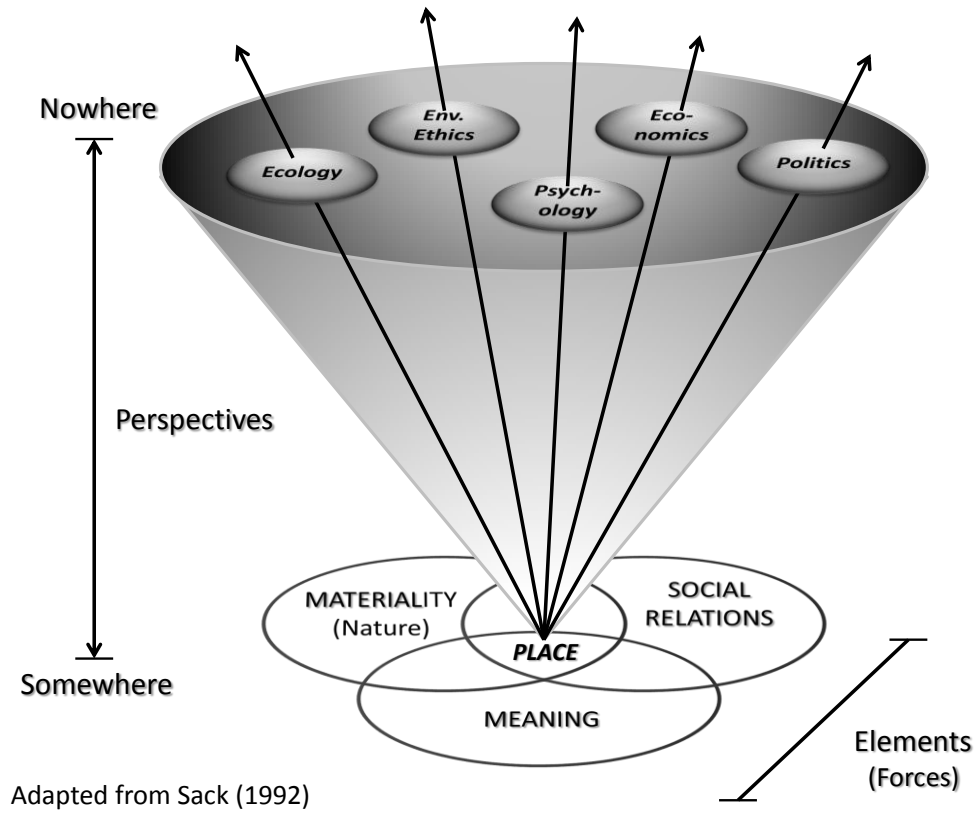 Nowhere
Env.
Ethics
Eco-
nomics
Ecology
Politics
Psych-
ology
Perspectives
MATERIALITY
(Nature)
SOCIAL
RELATIONS
PLACE
Somewhere
MEANING
Elements
(Forces)
Adapted from Sack (1992)